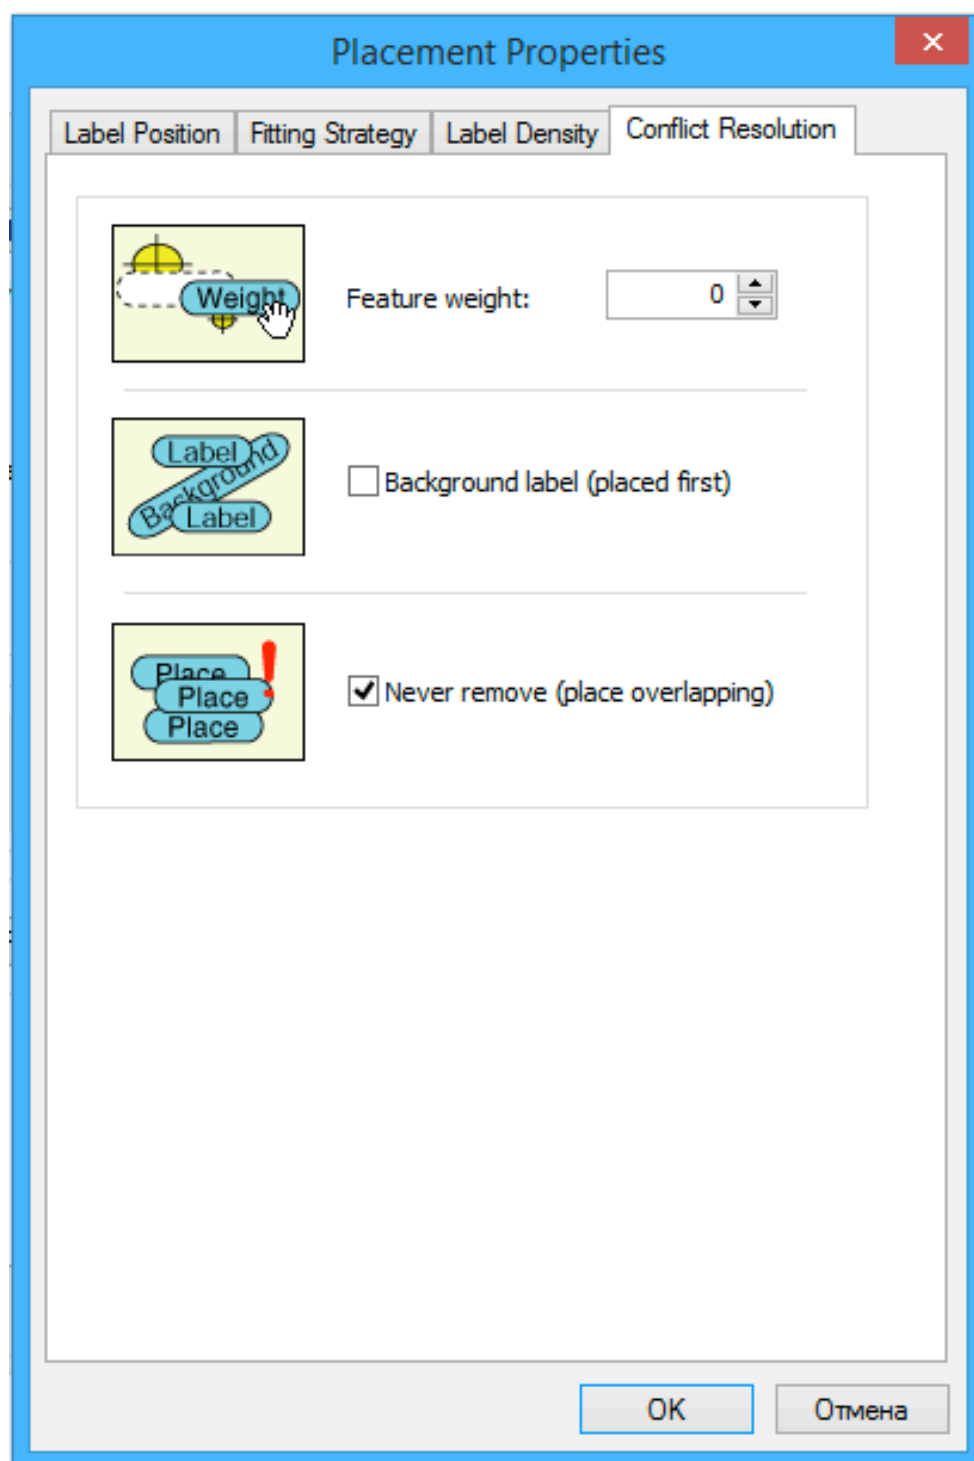 Placement Properties
Label Position Fitting Strategy Label Density Conflict Resolution
Weight
Feature weight: 0
Label
Background
Label
Background label (placed first)
Place
Place
Place
Never remove (place overlapping)
OK Отмена